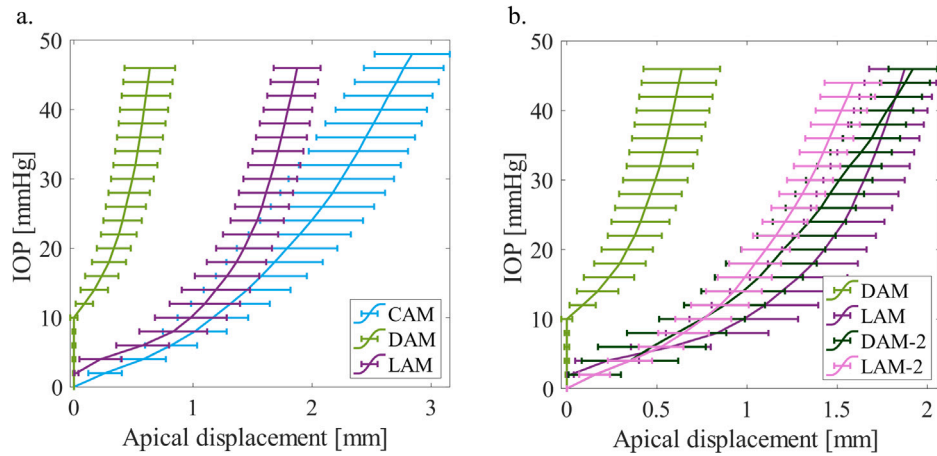 a.
IOP [mmHg]
50
40
30
20
10
0
0
1
2
3
Apical displacement [mm]
CAM
DAM
LAM
b.
IOP [mmHg]
50
40
30
20
10
0
0
0.5
1
1.5
2
Apical displacement [mm]
DAM
LAM
DAM-2
LAM-2